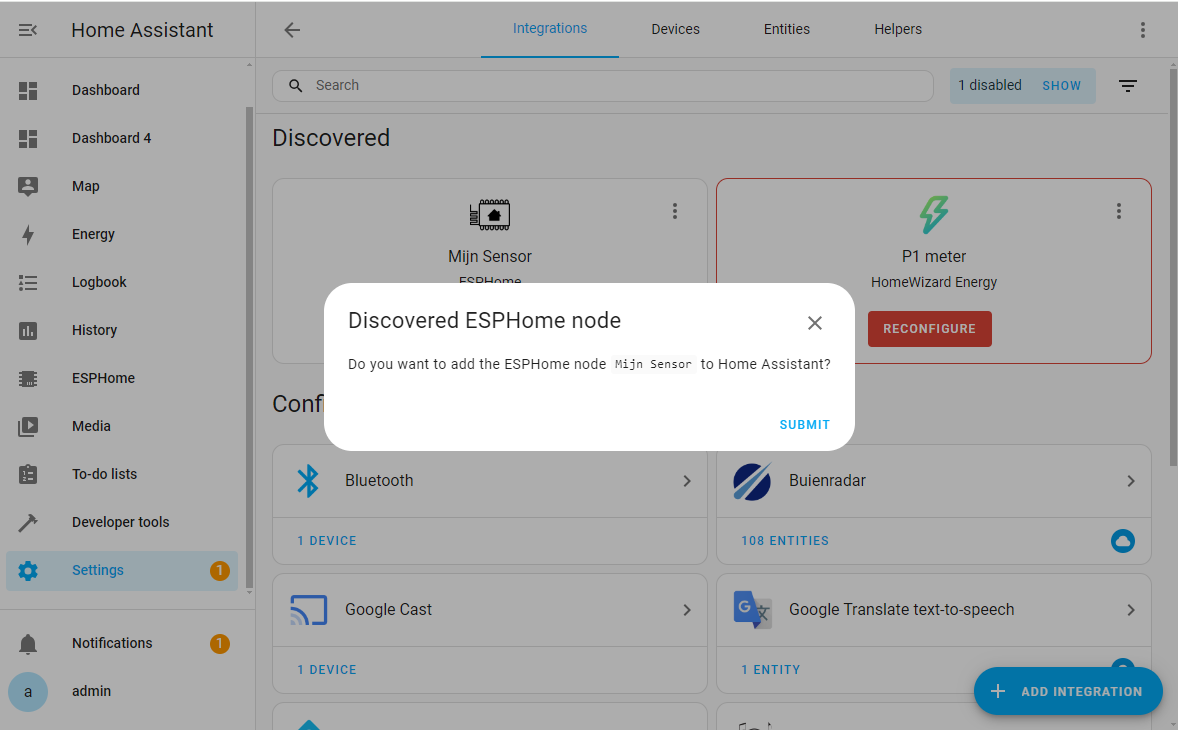 Home Assistant
Dashboard
Dashboard 4
Map
Energy
Logbook
History
ESPHome
Media
To-do lists
Developer tools
Settings 1
Notifications 1
a admin
Integrations Devices Entities Helpers
Search
1 disabled SHOW
Discovered
Mijn Sensor
ESPHome
P1 meter
HomeWizard Energy
RECONFIGURE
Discovered ESPHome node
Do you want to add the ESPHome node Mijn Sensor to Home Assistant?
SUBMIT
Bluetooth
1 DEVICE
Buienradar
108 ENTITIES
Google Cast
1 DEVICE
Google Translate text-to-speech
1 ENTITY
ADD INTEGRATION